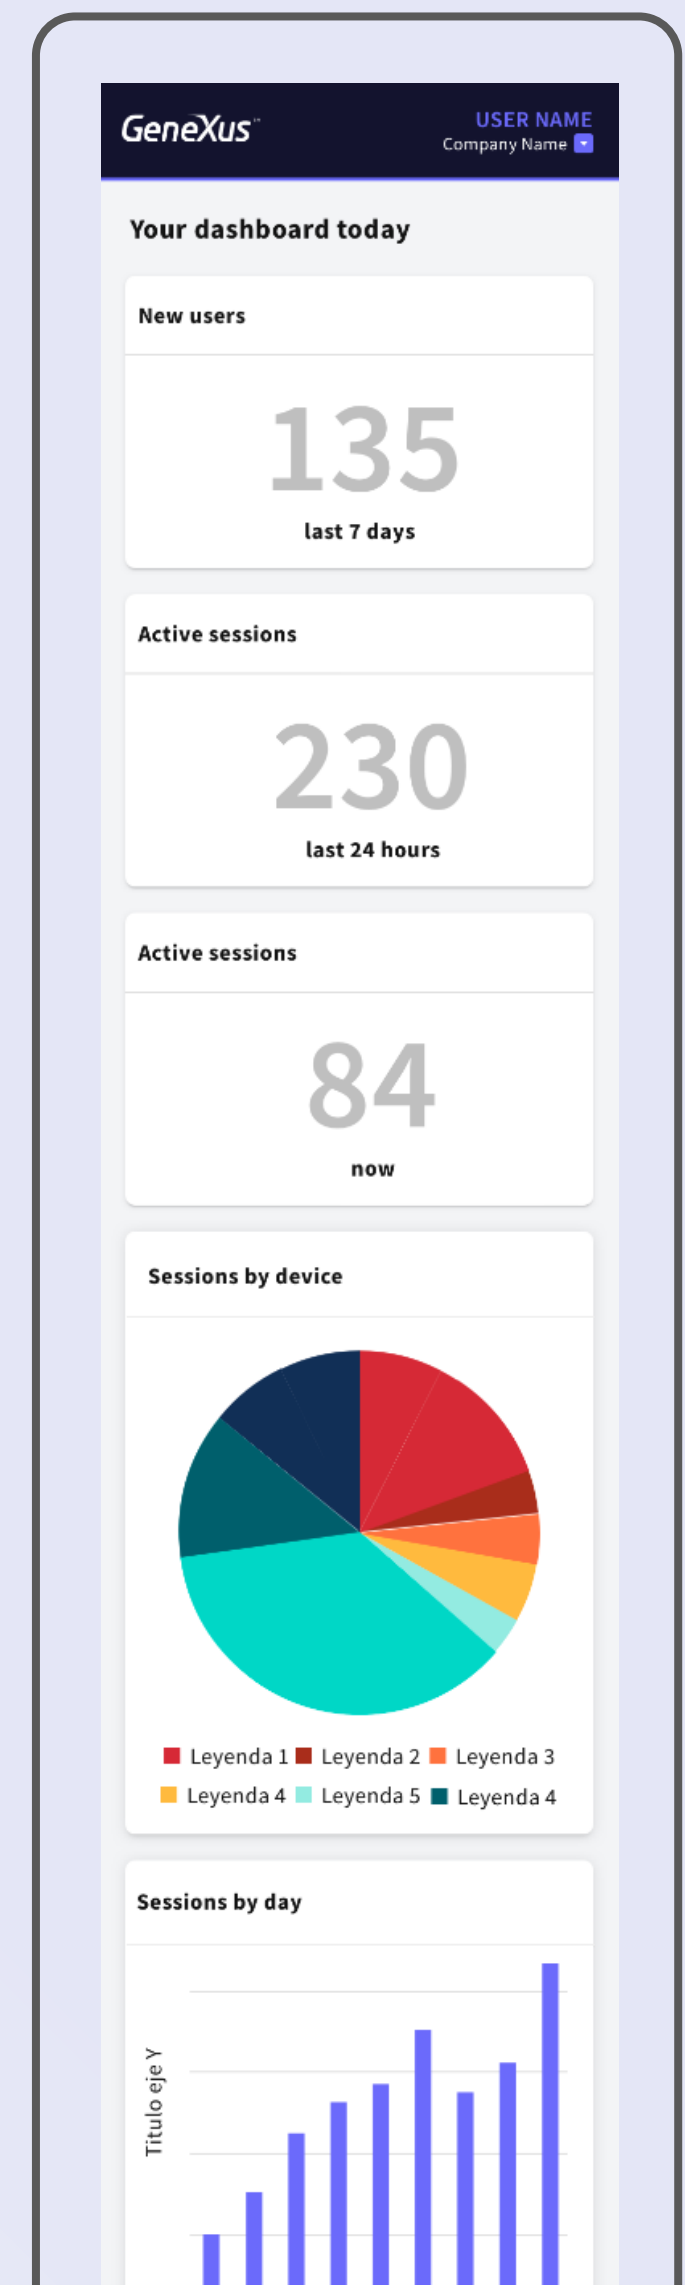 GeneXus™
USER NAME
Company Name
Your dashboard today
New users
135
last 7 days
Active sessions
230
last 24 hours
Active sessions
84
now
Sessions by device
Leyenda 1 Leyenda 2 Leyenda 3
Leyenda 4 Leyenda 5 Leyenda 4
Sessions by day
Titulo eje Y